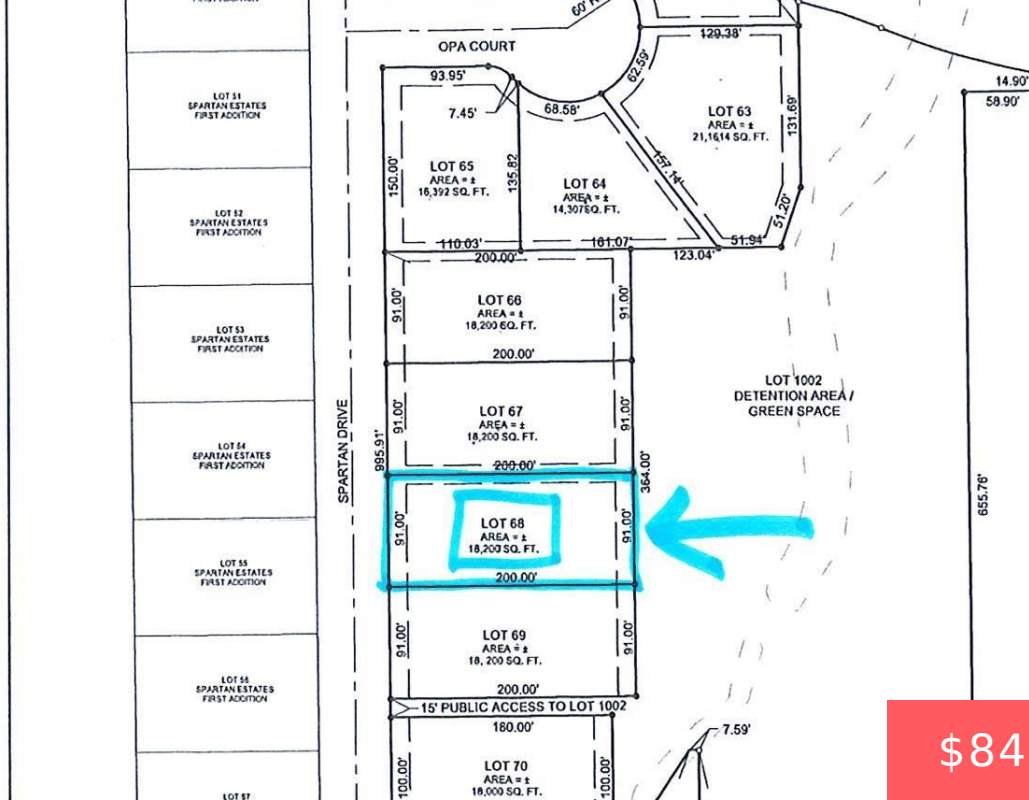 FIRST ADDITION
60'
OPA COURT
129.38'
62.59'
93.95'
7.45'
68.58'
14.90'
58.90'
LOT 51
SPARTAN ESTATES
FIRST ADDITION
LOT 63
AREA = ±
21,1614 SQ. FT.
131.69'
LOT 65
AREA = ±
16,392 SQ. FT.
150.00'
135.82
157.14'
LOT 64
AREA = ±
14,307SQ. FT.
51.20'
LOT 52
SPARTAN ESTATES
FIRST ADDITION
110.03'
161.07'
51.94'
200.00'
123.04'
LOT 66
AREA = ±
18,200 SQ. FT.
91.00'
91.00'
LOT 53
SPARTAN ESTATES
FIRST ADDITION
200.00'
LOT 1002
DETENTION AREA /
GREEN SPACE
LOT 67
AREA = ±
18,200 SQ. FT.
91.00'
91.00'
SPARTAN DRIVE
995.91'
LOT 54
SPARTAN ESTATES
FIRST ADDITION
200.00'
364.00'
655.76'
LOT 68
AREA = ±
18,200 SQ. FT.
91.00'
91.00'
LOT 55
SPARTAN ESTATES
FIRST ADDITION
200.00'
LOT 69
AREA = ±
18, 200 SQ. FT.
91.00'
91.00'
LOT 56
SPARTAN ESTATES
FIRST ADDITION
200.00'
15' PUBLIC ACCESS TO LOT 1002
180.00'
7.59'
LOT 70
AREA = ±
18,000 SQ. FT.
100.00'
100.00'
LOT 57
$84